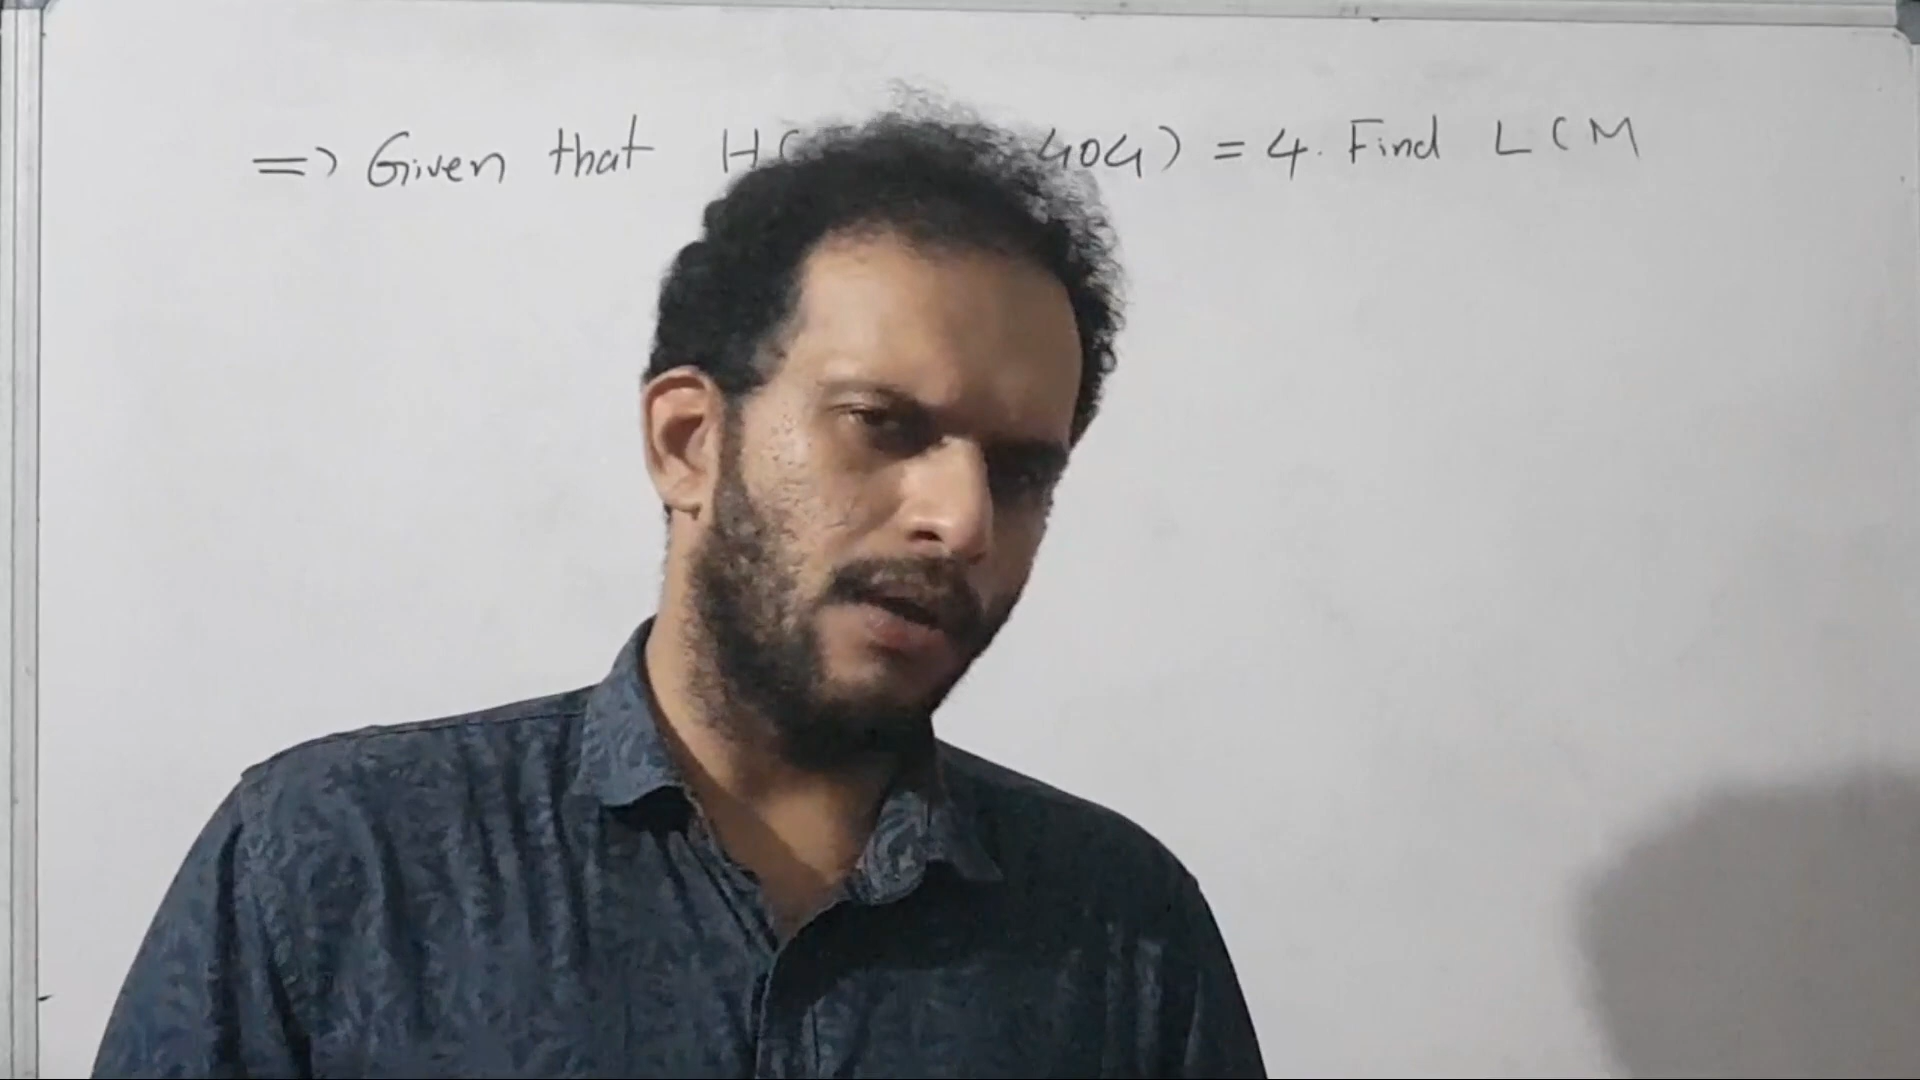 => Given that H 404) = 4. Find LCM